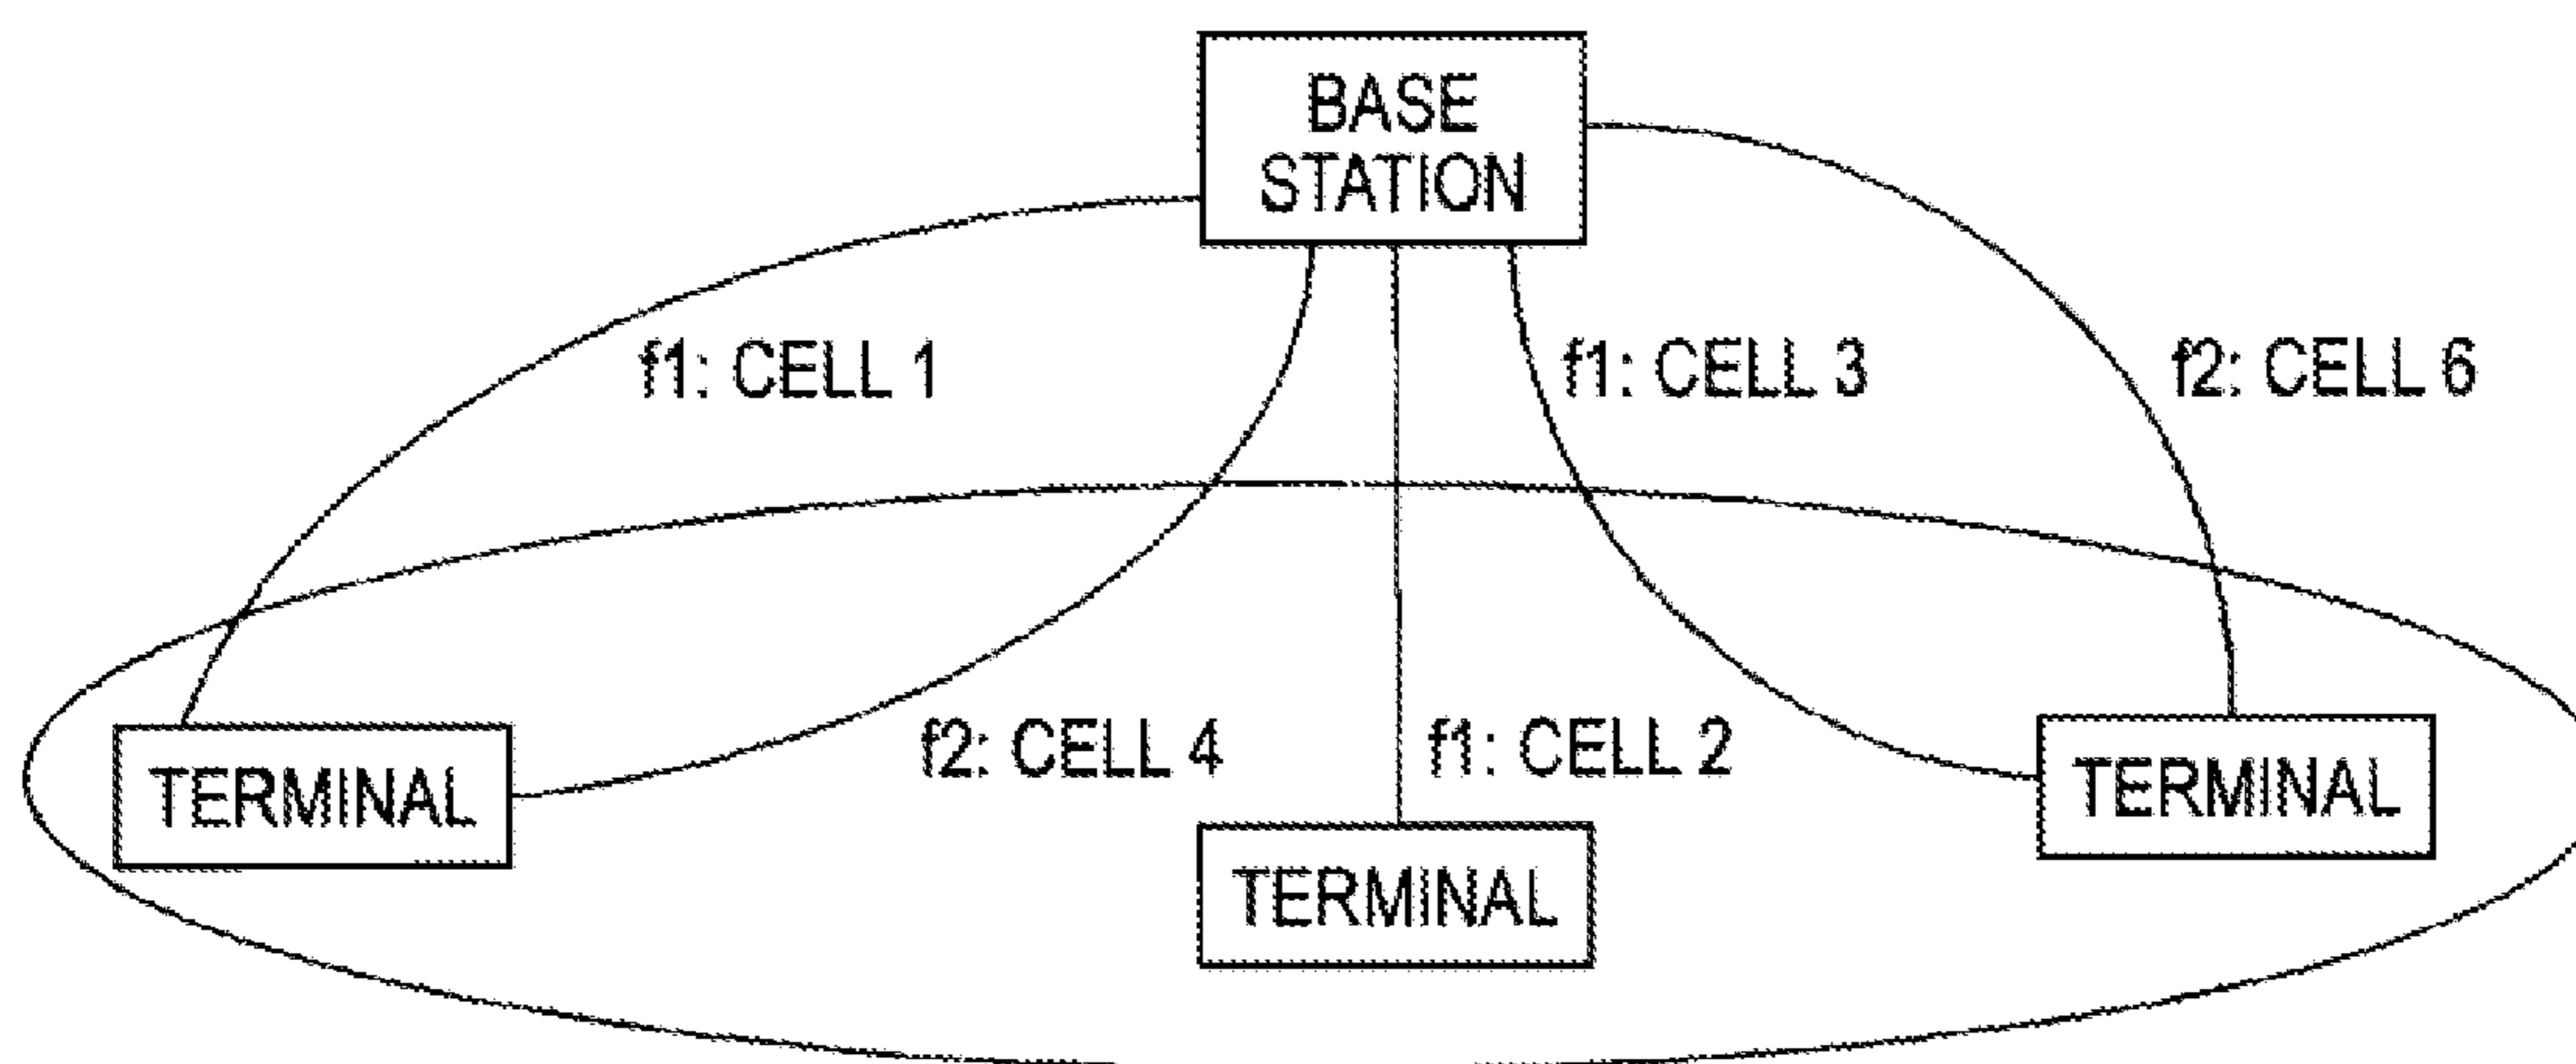 BASE
STATION
f1: CELL 1
f1: CELL 3
f2: CELL 6
f2: CELL 4
f1: CELL 2
TERMINAL
TERMINAL
TERMINAL